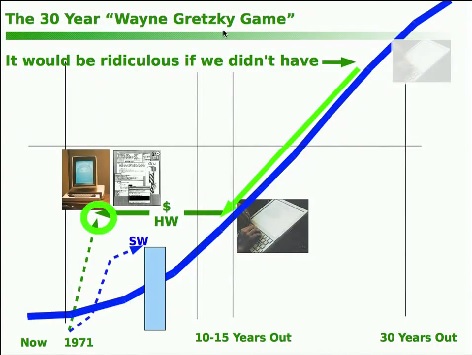 The 30 Year “Wayne Gretzky Game”
It would be ridiculous if we didn't have
$
HW
SW
Now 1971
10-15 Years Out
30 Years Out